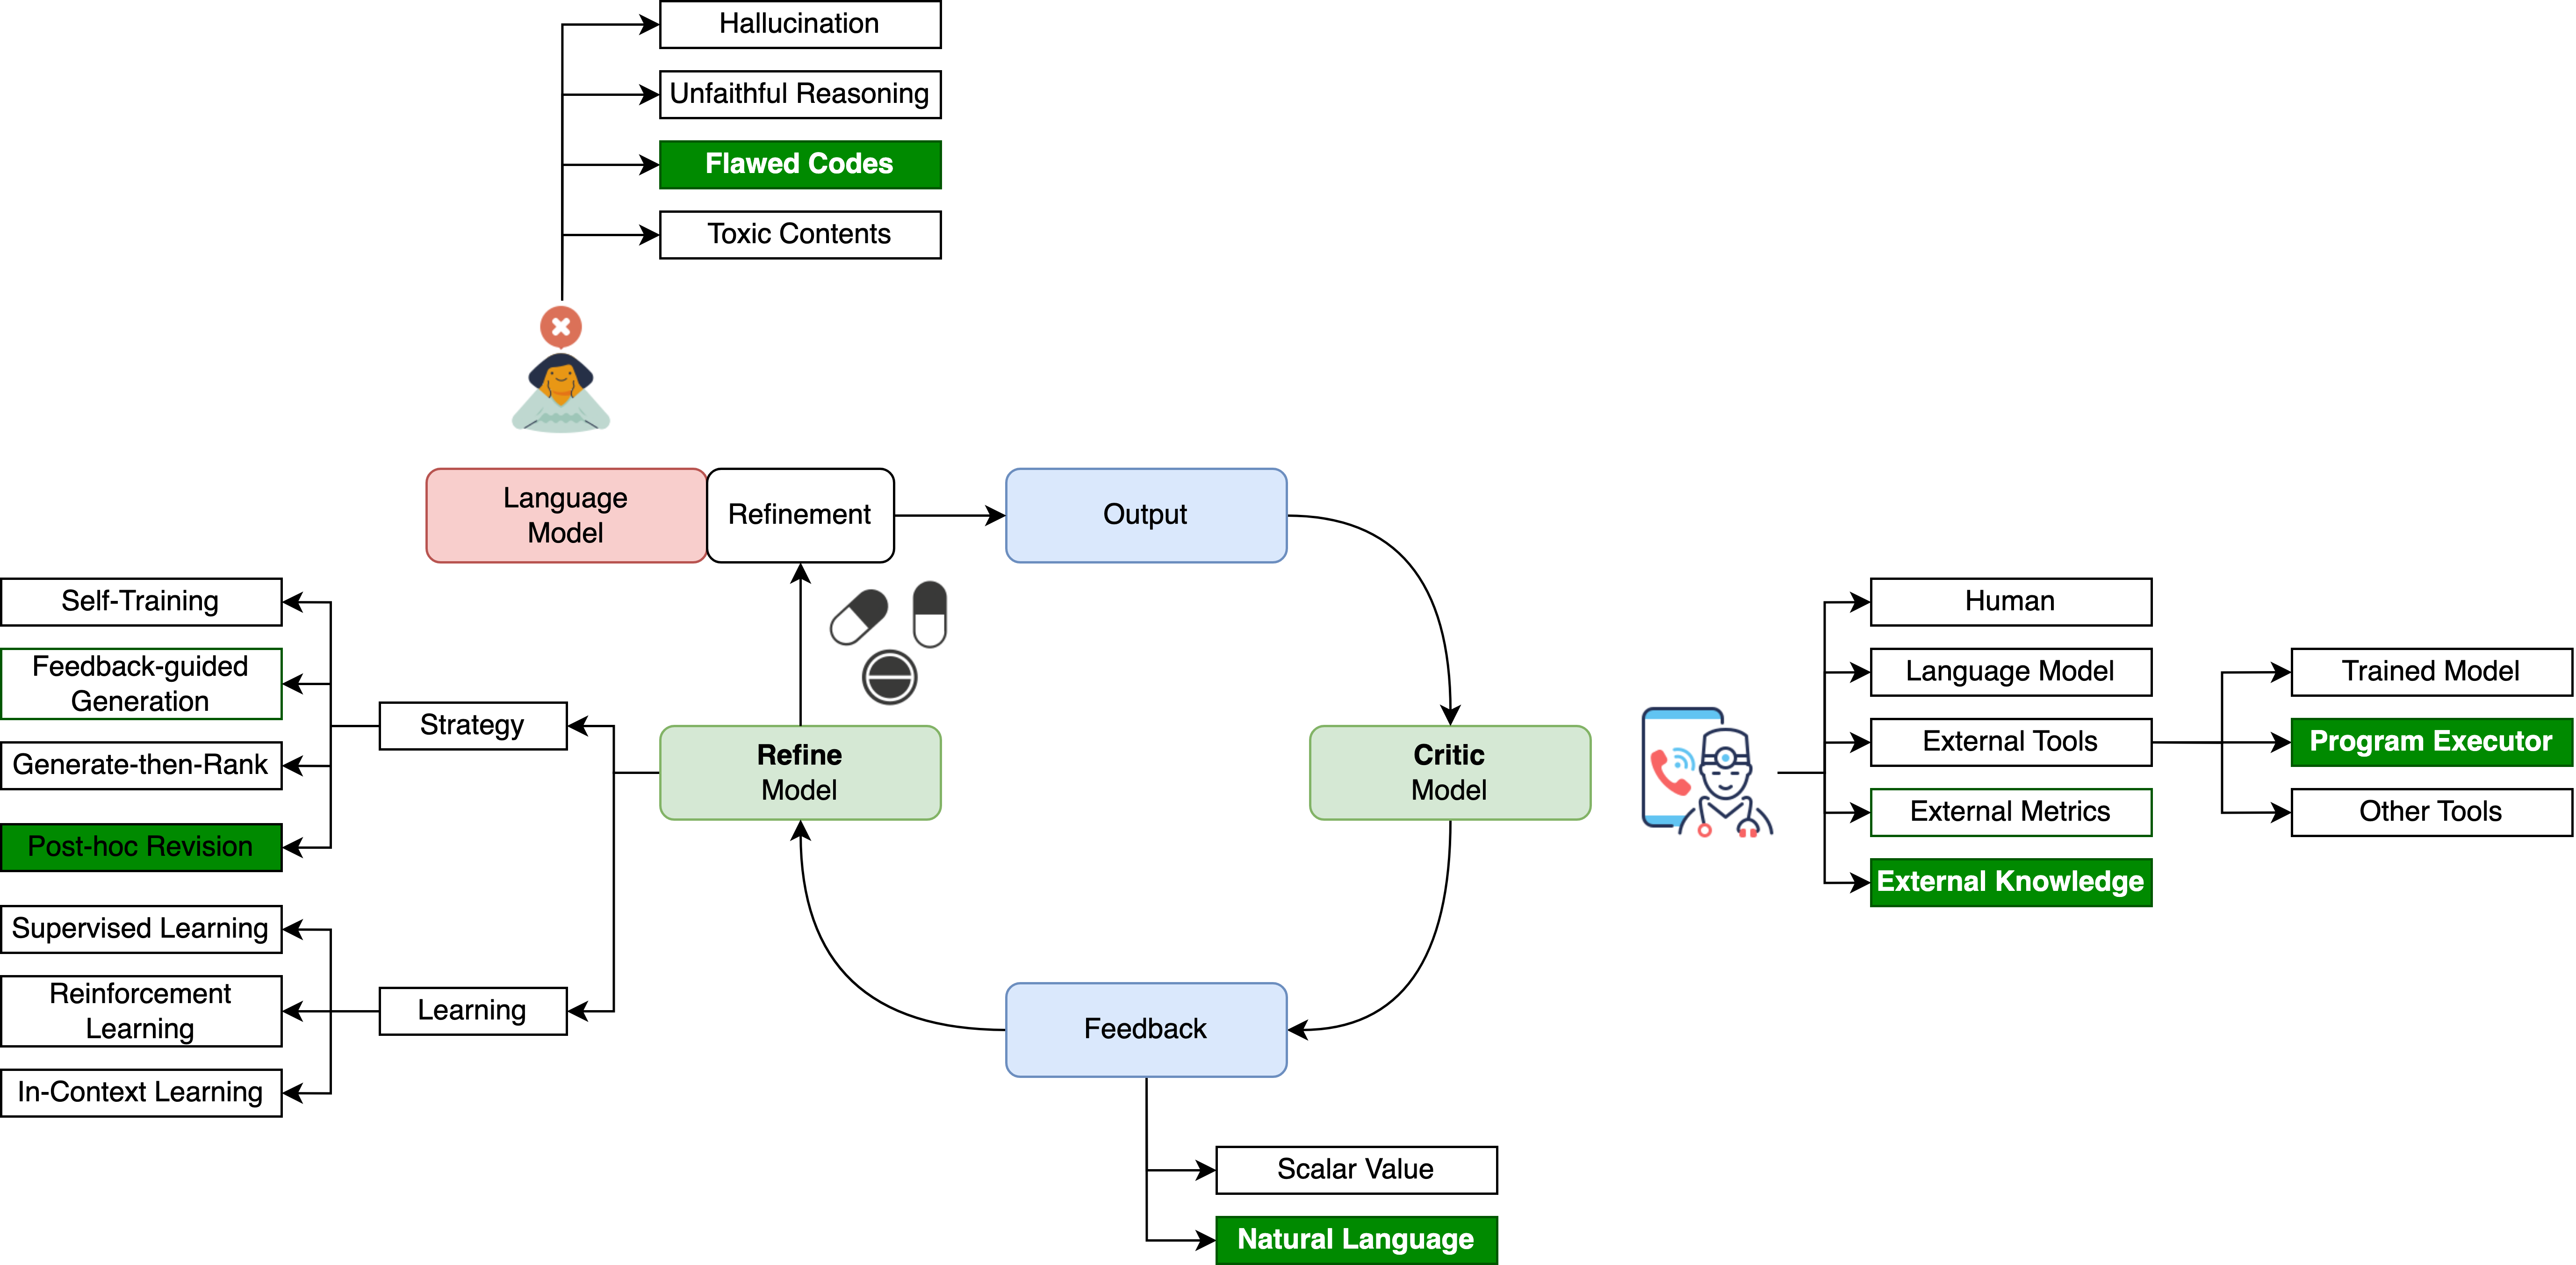 Hallucination
Unfaithful Reasoning
Flawed Codes
Toxic Contents
Language
Model
Refinement
Output
Self-Training
Feedback-guided
Generation
Generate-then-Rank
Post-hoc Revision
Strategy
Supervised Learning
Reinforcement
Learning
In-Context Learning
Learning
Refine
Model
Critic
Model
Feedback
Scalar Value
Natural Language
Human
Language Model
External Tools
External Metrics
External Knowledge
Trained Model
Program Executor
Other Tools